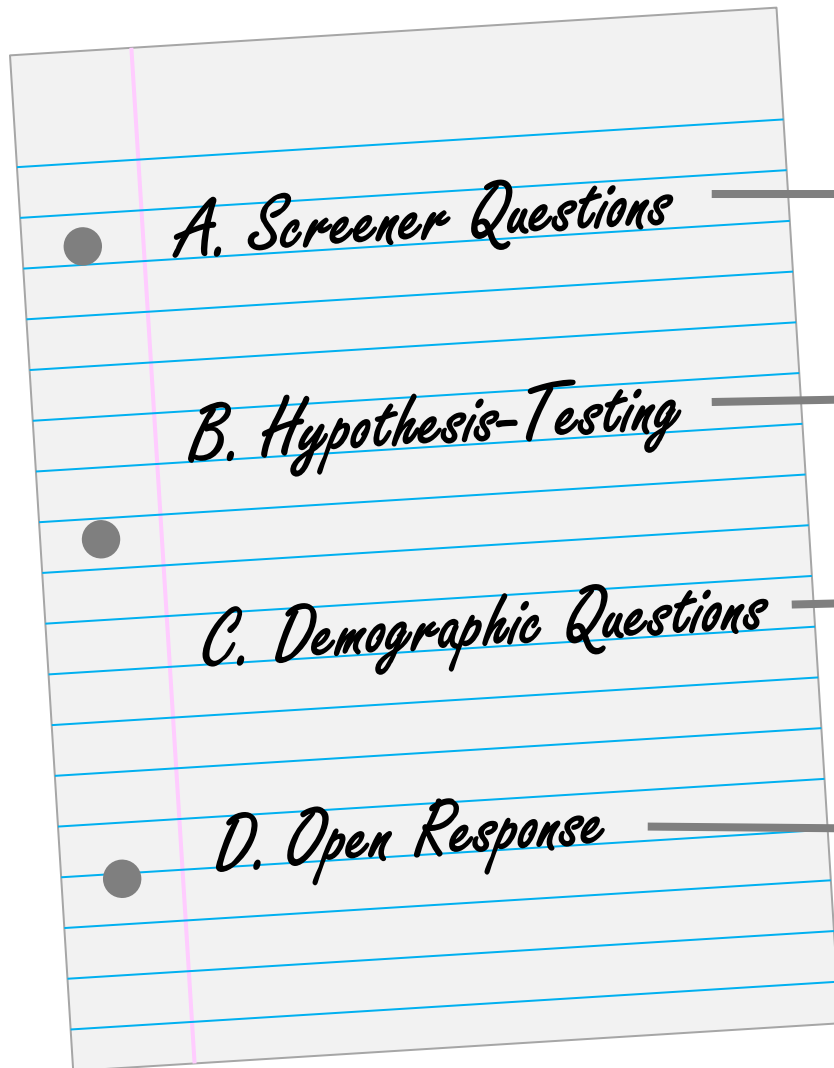 A. Screener Questions
B. Hypothesis-Testing
C. Demographic Questions
D. Open Response